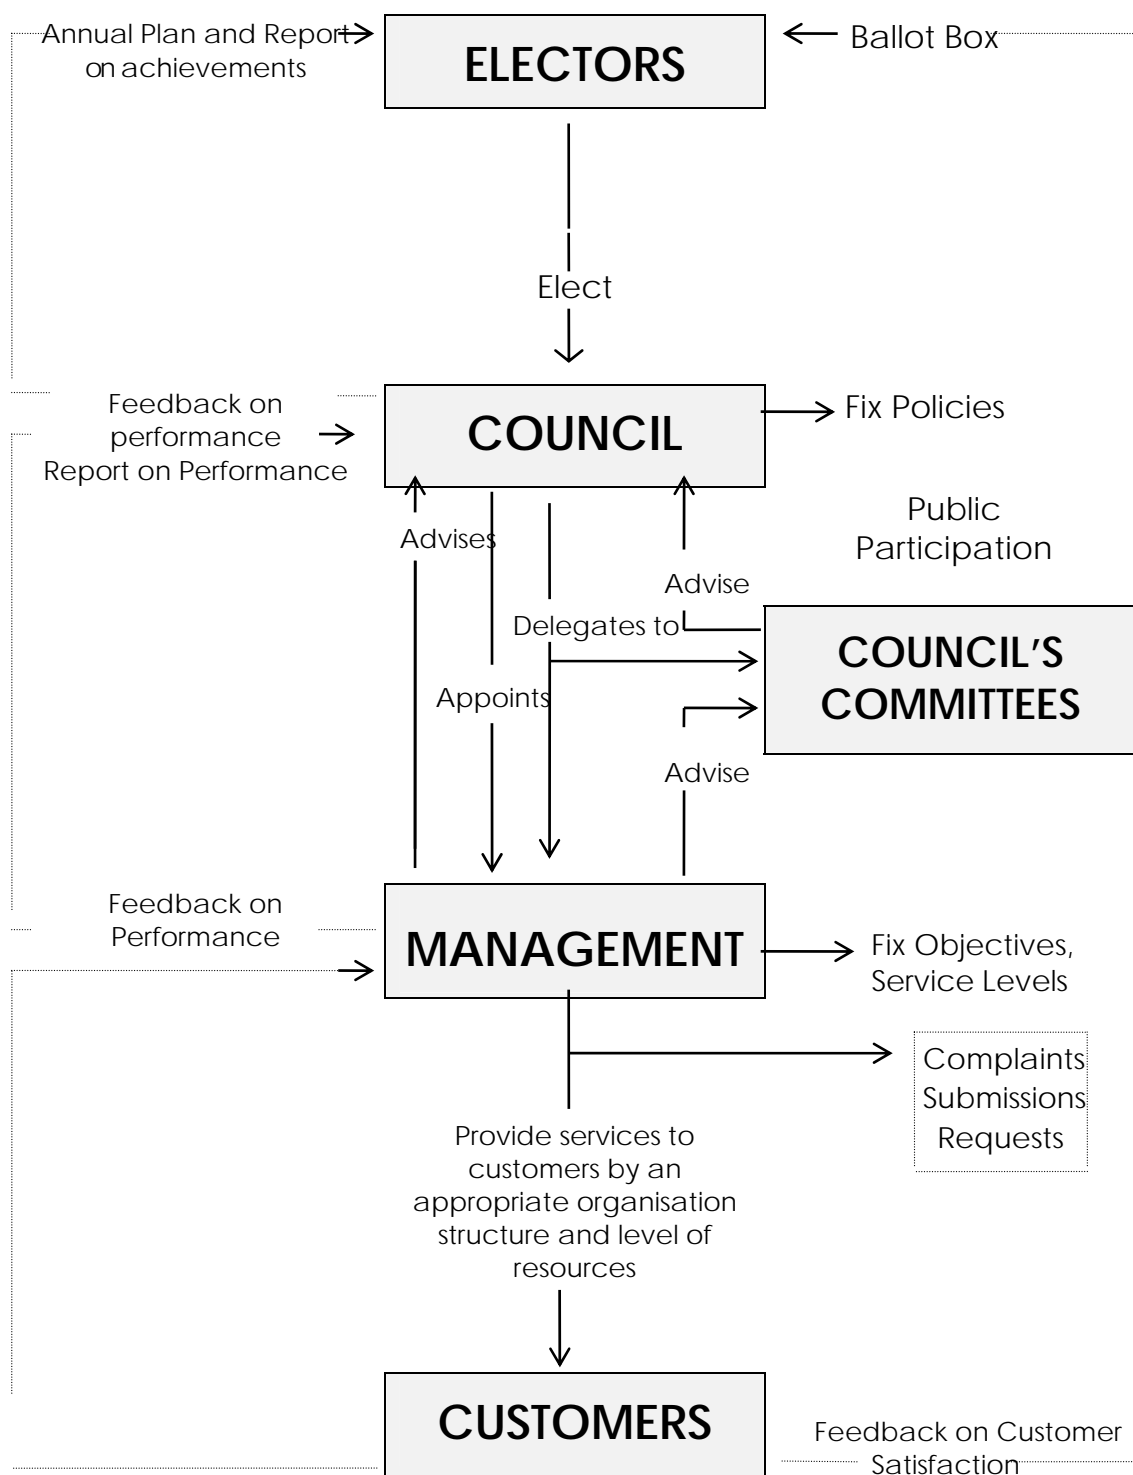 Annual Plan and Report
on achievements
ELECTORS
Ballot Box
Elect
Feedback on
performance
Report on Performance
COUNCIL
Fix Policies
Public
Participation
Advises
Advise
Delegates to
COUNCIL'S
COMMITTEES
Appoints
Advise
Feedback on
Performance
MANAGEMENT
Fix Objectives,
Service Levels
Complaints
Submissions
Requests
Provide services to
customers by an
appropriate organisation
structure and level of
resources
CUSTOMERS
Feedback on Customer
Satisfaction